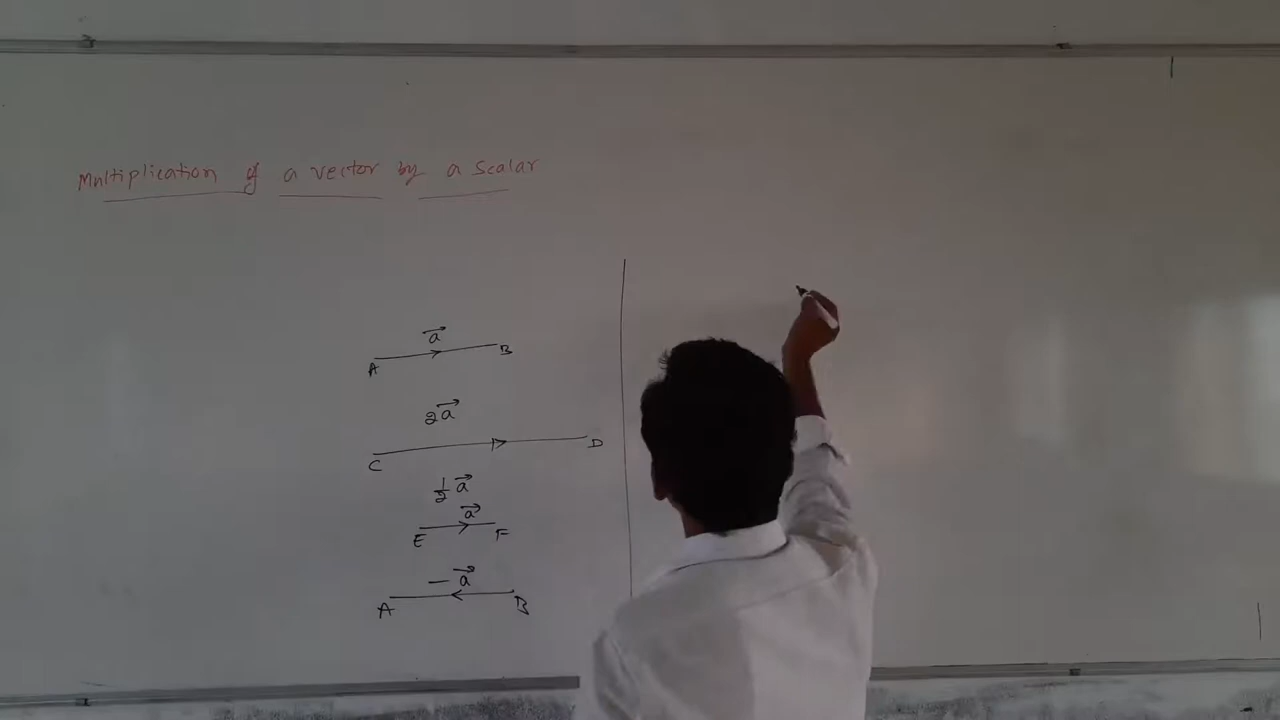 Multiplication of a vector by a scalar
a⃗
A B
2a⃗
C D
1/2 a⃗
a⃗
E F
-a⃗
A B